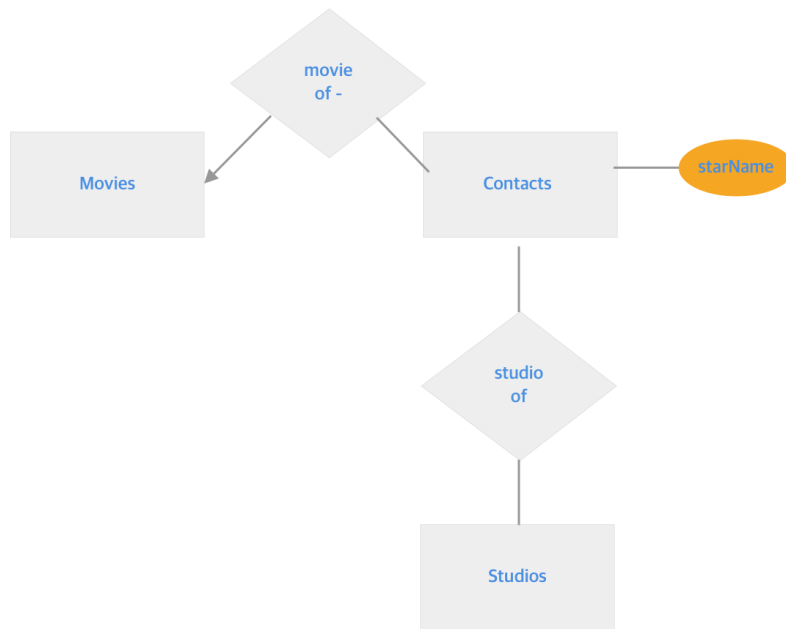 movie
of -
Movies
Contacts
starName
studio
of
Studios